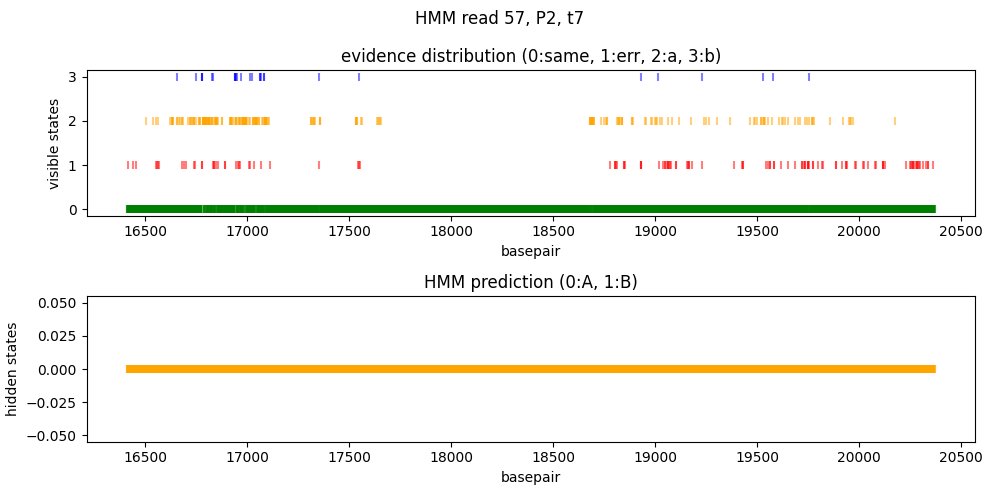 HMM read 57, P2, t7
evidence distribution (0:same, 1:err, 2:a, 3:b)
visible states
3
2
1
0
16500 17000 17500 18000 18500 19000 19500 20000 20500
basepair
HMM prediction (0:A, 1:B)
hidden states
0.050
0.025
0.000
−0.025
−0.050
16500 17000 17500 18000 18500 19000 19500 20000 20500
basepair